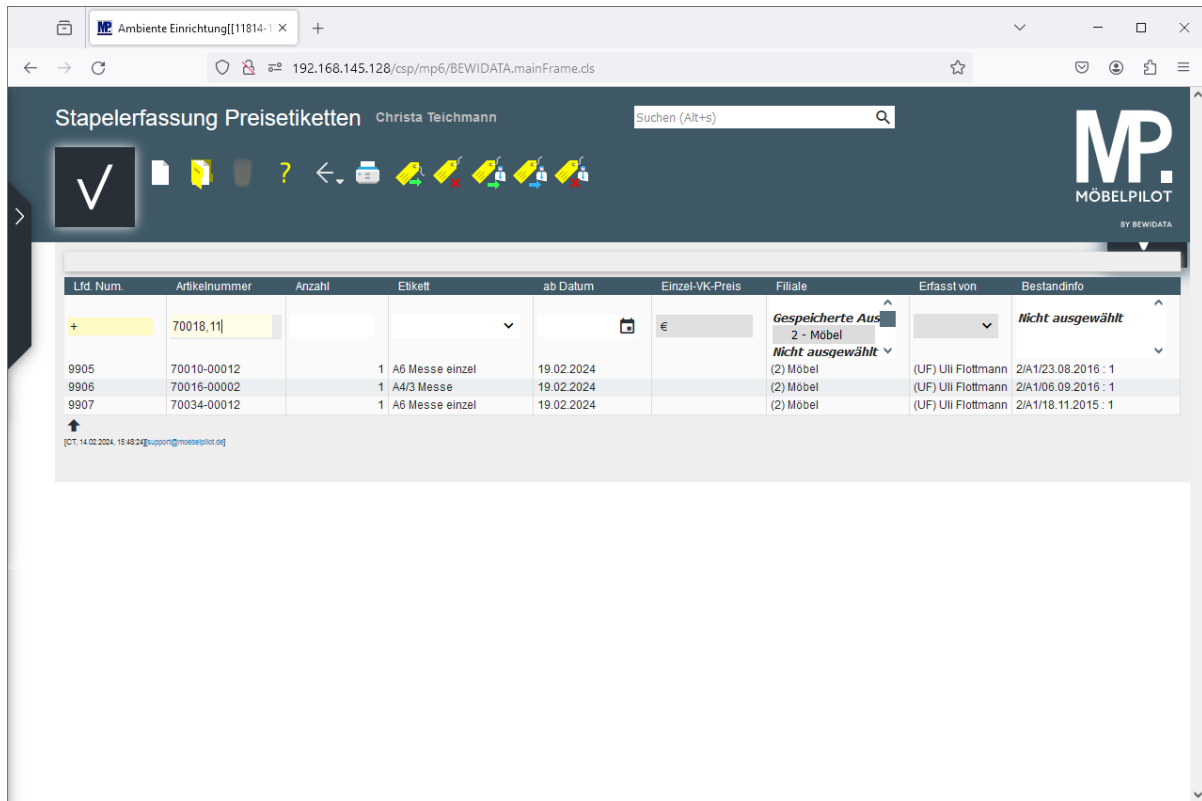 Ambiente Einrichtung[[11814-1
192.168.145.128/csp/mp6/BEWIDATA.mainFrame.cls
Stapelerfassung Preisetiketten Christa Teichmann
Suchen (Alt+s)
MP.
MÖBELPILOT
BY BEWIDATA
Lfd. Num. Artikelnummer Anzahl Etikett ab Datum Einzel-VK-Preis Filiale Erfasst von Bestandinfo
+ 70018,11 € Gespeicherte Aus Nicht ausgewählt
2 - Möbel
Nicht ausgewählt
9905 70010-00012 1 A6 Messe einzel 19.02.2024 (2) Möbel (UF) Uli Flottmann 2/A1/23.08.2016 : 1
9906 70016-00002 1 A4/3 Messe 19.02.2024 (2) Möbel (UF) Uli Flottmann 2/A1/06.09.2016 : 1
9907 70034-00012 1 A6 Messe einzel 19.02.2024 (2) Möbel (UF) Uli Flottmann 2/A1/18.11.2015 : 1
[CT, 14.02.2024, 15:48:24][support@moebelpilot.de]